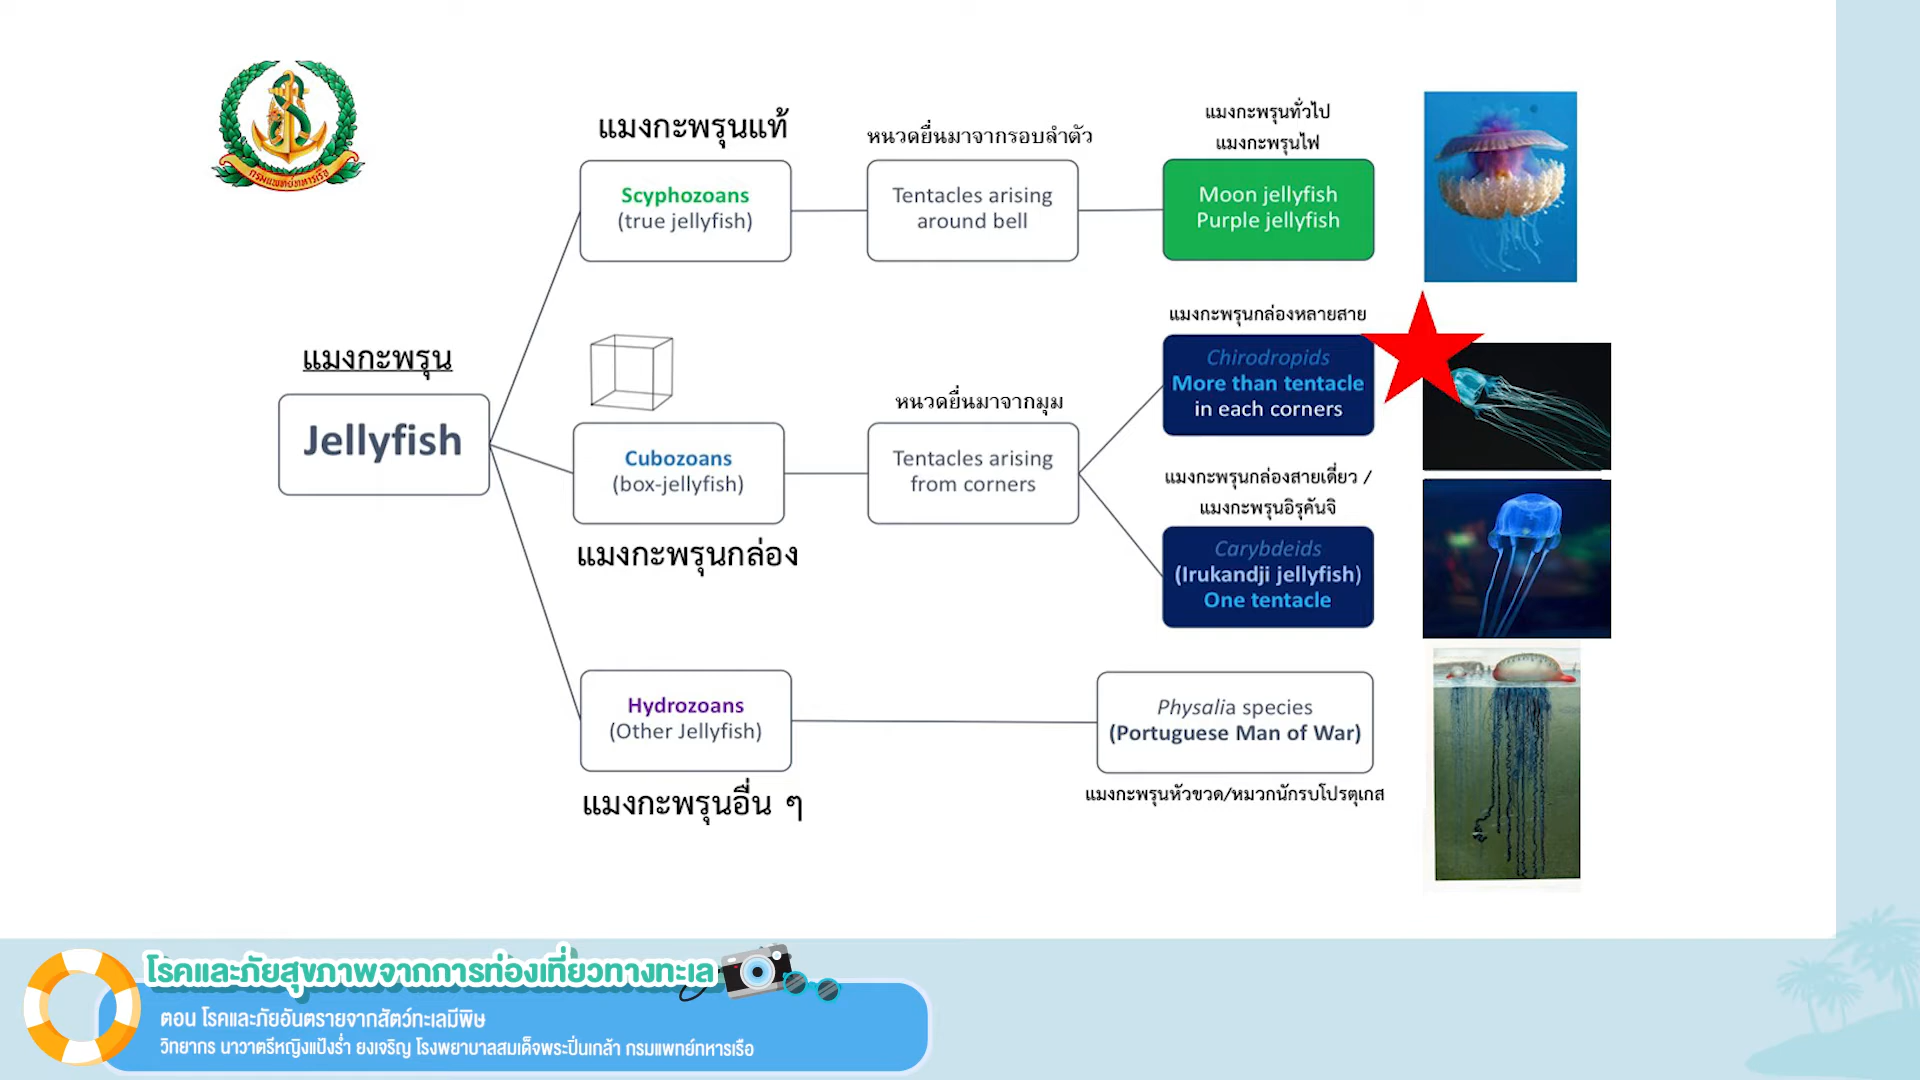 กรมแพทย์ทหารเรือ
แมงกะพรุนแท้
Scyphozoans
(true jellyfish)
หนวดยื่นมาจากรอบลำตัว
Tentacles arising
around bell
แมงกะพรุนทั่วไป
แมงกะพรุนไฟ
Moon jellyfish
Purple jellyfish
แมงกะพรุน
Jellyfish
Cubozoans
(box-jellyfish)
แมงกะพรุนกล่อง
หนวดยื่นมาจากมุม
Tentacles arising
from corners
แมงกะพรุนกล่องหลายสาย
Chirodropids
More than tentacle
in each corners
แมงกะพรุนกล่องสายเดี่ยว /
แมงกะพรุนอิรุคันจิ
Carybdeids
(Irukandji jellyfish)
One tentacle
Hydrozoans
(Other Jellyfish)
แมงกะพรุนอื่น ๆ
Physalia species
(Portuguese Man of War)
แมงกะพรุนหัวขวด/หมวกนักรบโปรตุเกส
โรคและภัยสุขภาพจากการท่องเที่ยวทางทะเล
ตอน โรคและภัยอันตรายจากสัตว์ทะเลมีพิษ
วิทยากร นาวาตรีหญิงแป้งร่ำ ยงเจริญ โรงพยาบาลสมเด็จพระปิ่นเกล้า กรมแพทย์ทหารเรือ